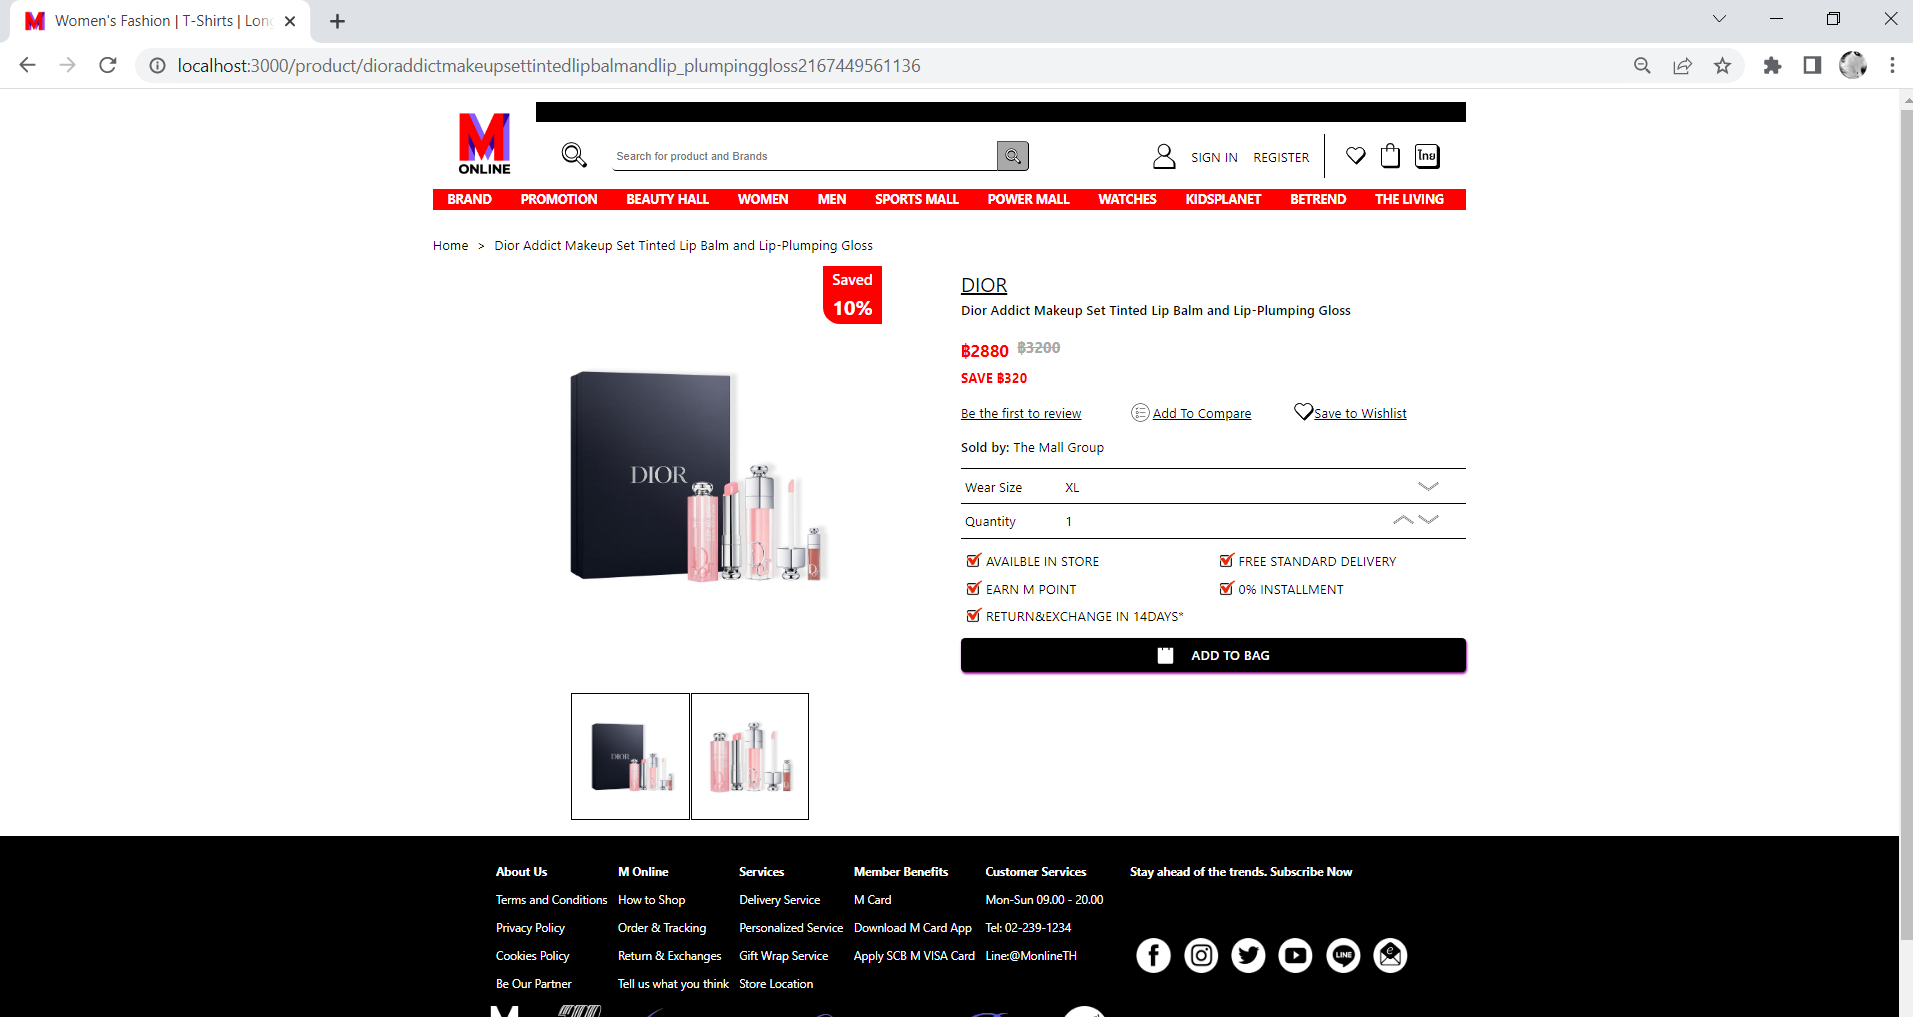 Women's Fashion | T-Shirts | Lon
localhost:3000/product/dioraddictmakeupsettintedlipbalmandlip_plumpinggloss2167449561136
M
ONLINE
Search for product and Brands
SIGN IN REGISTER
ไทย
BRAND PROMOTION BEAUTY HALL WOMEN MEN SPORTS MALL POWER MALL WATCHES KIDSPLANET BETREND THE LIVING
Home > Dior Addict Makeup Set Tinted Lip Balm and Lip-Plumping Gloss
Saved
10%
DIOR
DIOR
Dior Addict Makeup Set Tinted Lip Balm and Lip-Plumping Gloss
฿2880 ฿3200
SAVE ฿320
Be the first to review Add To Compare Save to Wishlist
Sold by: The Mall Group
Wear Size XL
Quantity 1
AVAILBLE IN STORE FREE STANDARD DELIVERY
EARN M POINT 0% INSTALLMENT
RETURN&EXCHANGE IN 14DAYS*
ADD TO BAG
DIOR
About Us M Online Services Member Benefits Customer Services Stay ahead of the trends. Subscribe Now
Terms and Conditions How to Shop Delivery Service M Card Mon-Sun 09.00 - 20.00
Privacy Policy Order & Tracking Personalized Service Download M Card App Tel: 02-239-1234
Cookies Policy Return & Exchanges Gift Wrap Service Apply SCB M VISA Card Line:@MonlineTH
LINE
Be Our Partner Tell us what you think Store Location